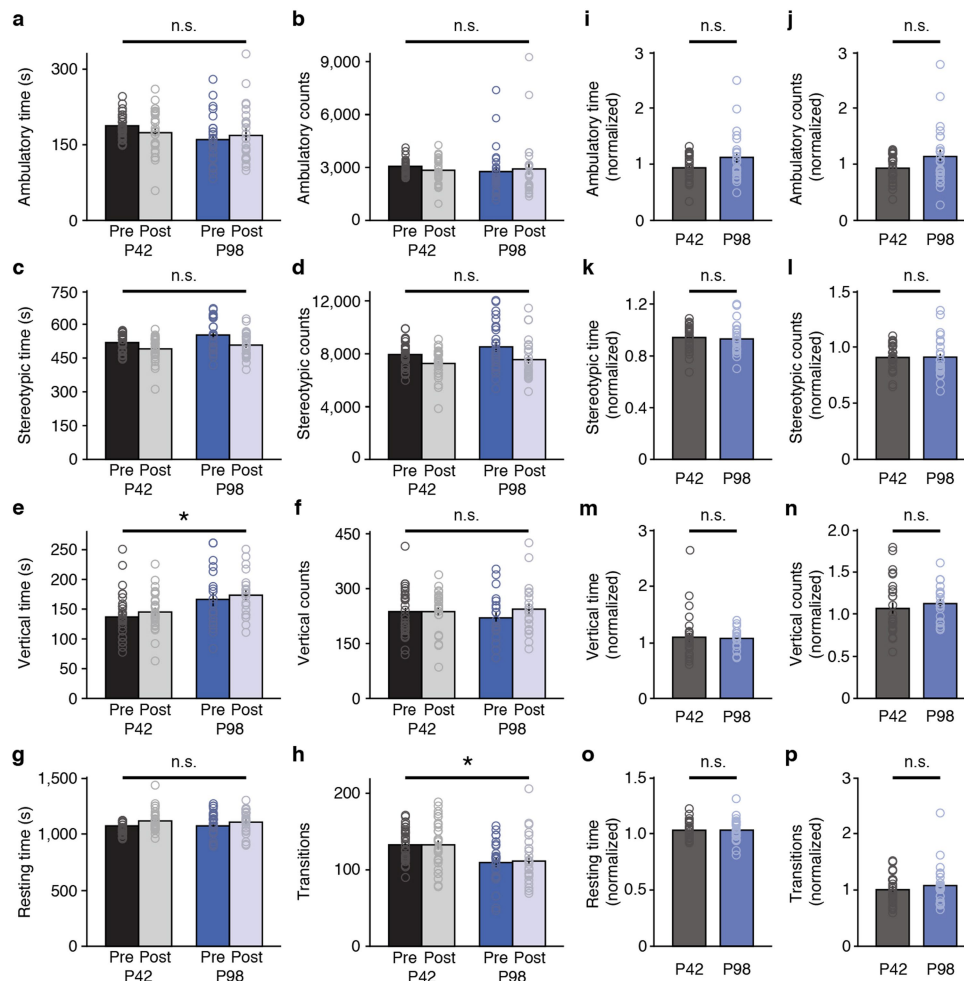 a
n.s.
Ambulatory time (s)
300
150
0
Pre Post Pre Post
P42 P98
b
n.s.
Ambulatory counts
9,000
6,000
3,000
0
Pre Post Pre Post
P42 P98
i
n.s.
Ambulatory time
(normalized)
3
2
1
0
P42 P98
j
n.s.
Ambulatory counts
(normalized)
3
2
1
0
P42 P98
c
n.s.
Stereotypic time (s)
750
600
450
300
150
0
Pre Post Pre Post
P42 P98
d
n.s.
Stereotypic counts
12,000
8,000
4,000
0
Pre Post Pre Post
P42 P98
k
n.s.
Stereotypic time
(normalized)
1.2
0.8
0.4
0
P42 P98
l
n.s.
Stereotypic counts
(normalized)
1.5
1.0
0.5
0
P42 P98
e
*
Vertical time (s)
250
200
150
100
50
0
Pre Post Pre Post
P42 P98
f
n.s.
Vertical counts
450
300
150
0
Pre Post Pre Post
P42 P98
m
n.s.
Vertical time
(normalized)
3
2
1
0
P42 P98
n
n.s.
Vertical counts
(normalized)
2.0
1.5
1.0
0.5
0
P42 P98
g
n.s.
Resting time (s)
1,500
1,000
500
0
Pre Post Pre Post
P42 P98
h
*
Transitions
200
100
0
Pre Post Pre Post
P42 P98
o
n.s.
Resting time
(normalized)
1.5
1.0
0.5
0
P42 P98
p
n.s.
Transitions
(normalized)
3
2
1
0
P42 P98